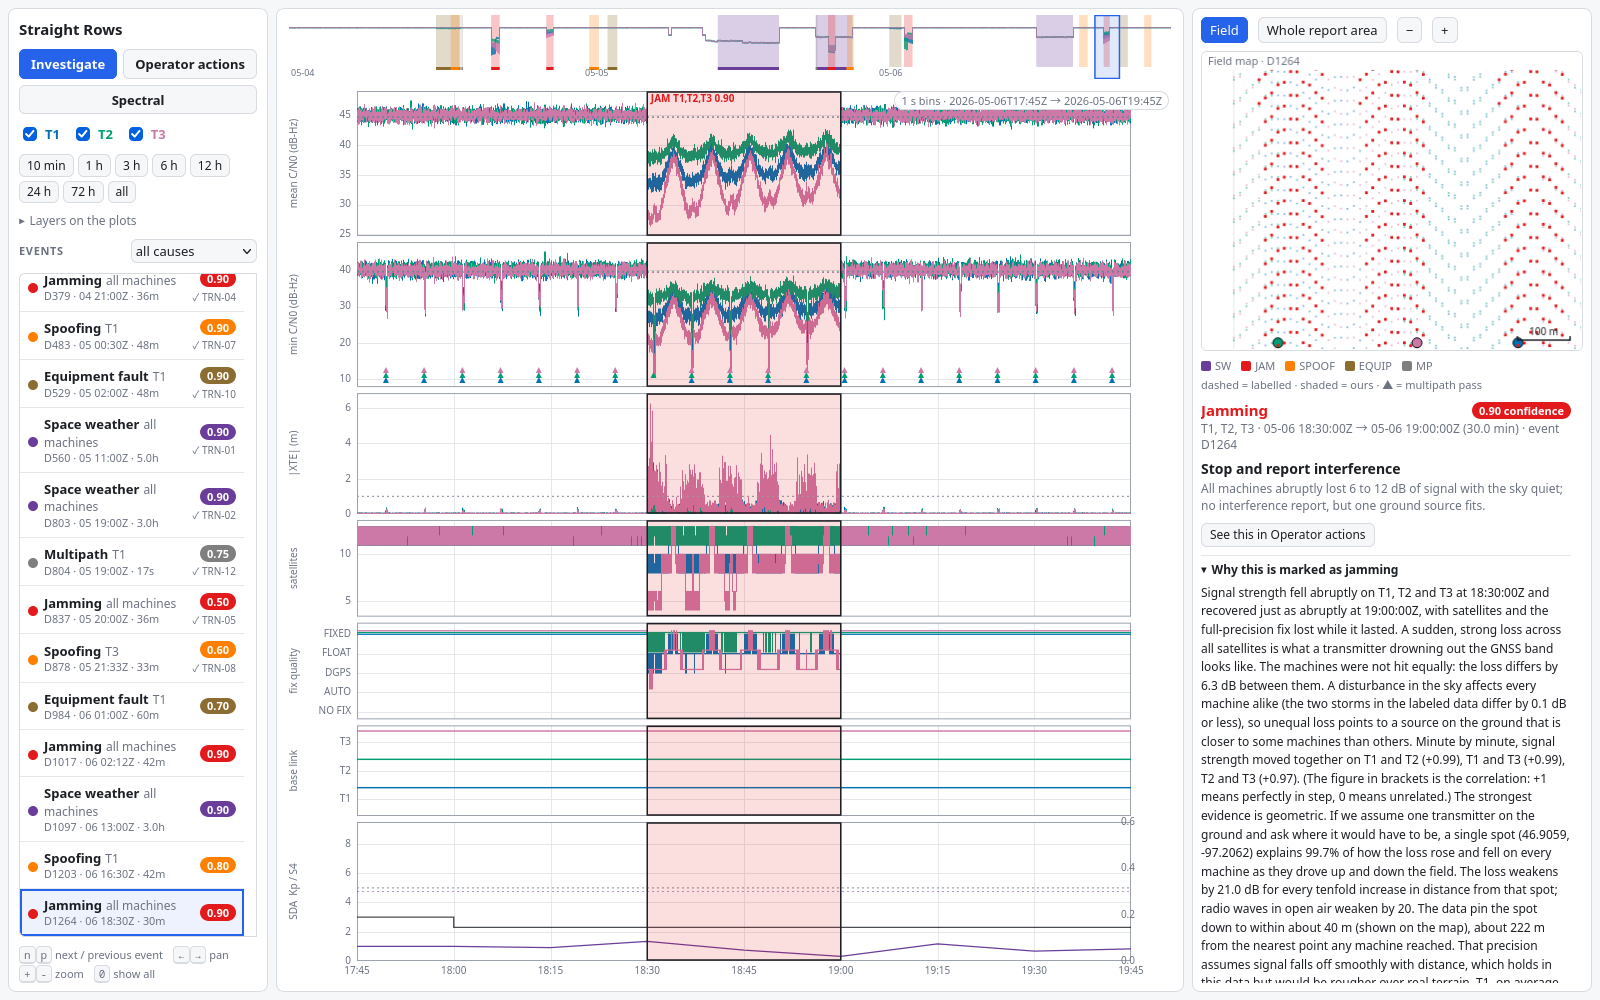 Straight Rows
Investigate
Operator actions
Spectral
T1
T2
T3
10 min
1 h
3 h
6 h
12 h
24 h
72 h
all
▸ Layers on the plots
EVENTS
all causes
Jamming all machines
0.90
D379 · 04 21:00Z · 36m
✓ TRN-04
Spoofing T1
0.90
D483 · 05 00:30Z · 48m
✓ TRN-07
Equipment fault T1
0.90
D529 · 05 02:00Z · 48m
✓ TRN-10
Space weather all
machines
0.90
D560 · 05 11:00Z · 5.0h
✓ TRN-01
Space weather all
machines
0.90
D803 · 05 19:00Z · 3.0h
✓ TRN-02
Multipath T1
0.75
D804 · 05 19:00Z · 17s
✓ TRN-12
Jamming all machines
0.50
D837 · 05 20:00Z · 36m
✓ TRN-05
Spoofing T3
0.60
D878 · 05 21:33Z · 33m
✓ TRN-08
Equipment fault T1
0.70
D984 · 06 01:00Z · 60m
Jamming all machines
0.90
D1017 · 06 02:12Z · 42m
Space weather all
machines
0.90
D1097 · 06 13:00Z · 3.0h
Spoofing T1
0.80
D1203 · 06 16:30Z · 42m
Jamming all machines
0.90
D1264 · 06 18:30Z · 30m
n p next / previous event ← → pan
+ - zoom 0 show all
05-04
05-05
05-06
JAM T1,T2,T3 0.90
1 s bins · 2026-05-06T17:45Z → 2026-05-06T19:45Z
mean C/N0 (dB-Hz)
45
40
35
30
25
min C/N0 (dB-Hz)
40
30
20
10
|XTE| (m)
6
4
2
0
satellites
10
5
fix quality
FIXED
FLOAT
DGPS
AUTO
NO FIX
base link
T3
T2
T1
SDA Kp / S4
8
6
4
2
0
0.6
0.4
0.2
0.0
17:45
18:00
18:15
18:30
18:45
19:00
19:15
19:30
19:45
Field
Whole report area
−
+
Field map · D1264
100 m
SW
JAM
SPOOF
EQUIP
MP
dashed = labelled · shaded = ours · ▲ = multipath pass
Jamming
0.90 confidence
T1, T2, T3 · 05-06 18:30:00Z → 05-06 19:00:00Z (30.0 min) · event
D1264
Stop and report interference
All machines abruptly lost 6 to 12 dB of signal with the sky quiet;
no interference report, but one ground source fits.
See this in Operator actions
▾ Why this is marked as jamming
Signal strength fell abruptly on T1, T2 and T3 at 18:30:00Z and
recovered just as abruptly at 19:00:00Z, with satellites and the
full-precision fix lost while it lasted. A sudden, strong loss across
all satellites is what a transmitter drowning out the GNSS band
looks like. The machines were not hit equally: the loss differs by
6.3 dB between them. A disturbance in the sky affects every
machine alike (the two storms in the labeled data differ by 0.1 dB
or less), so unequal loss points to a source on the ground that is
closer to some machines than others. Minute by minute, signal
strength moved together on T1 and T2 (+0.99), T1 and T3 (+0.99),
T2 and T3 (+0.97). (The figure in brackets is the correlation: +1
means perfectly in step, 0 means unrelated.) The strongest
evidence is geometric. If we assume one transmitter on the
ground and ask where it would have to be, a single spot (46.9059,
-97.2062) explains 99.7% of how the loss rose and fell on every
machine as they drove up and down the field. The loss weakens
by 21.0 dB for every tenfold increase in distance from that spot;
radio waves in open air weaken by 20. The data pin the spot
down to within about 40 m (shown on the map), about 222 m
from the nearest point any machine reached. That precision
assumes signal falls off smoothly with distance, which holds in
this data but would be rougher over real terrain. T1, on average,